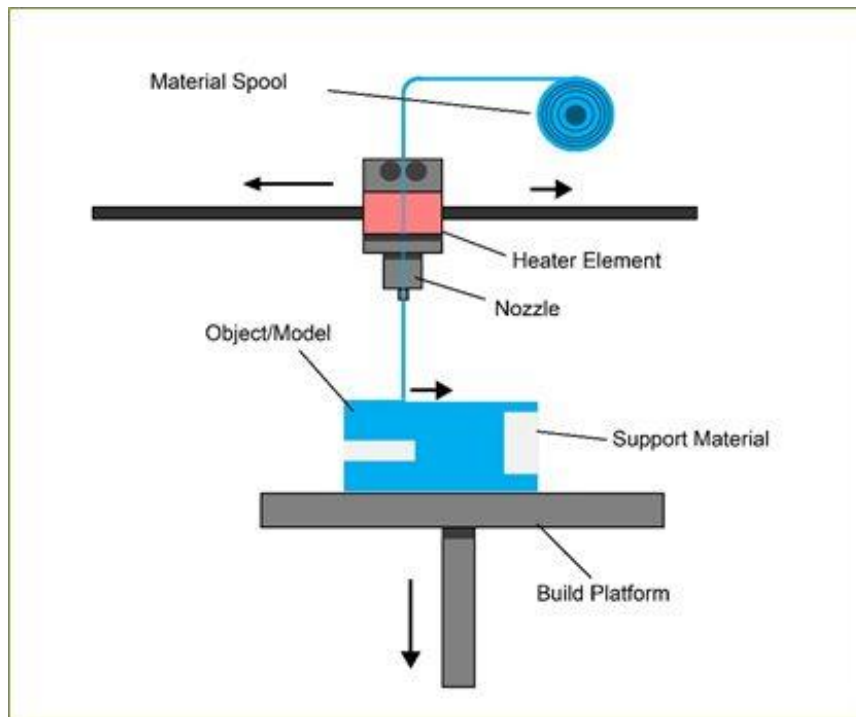 Material Spool
Heater Element
Nozzle
Object/Model
Support Material
Build Platform